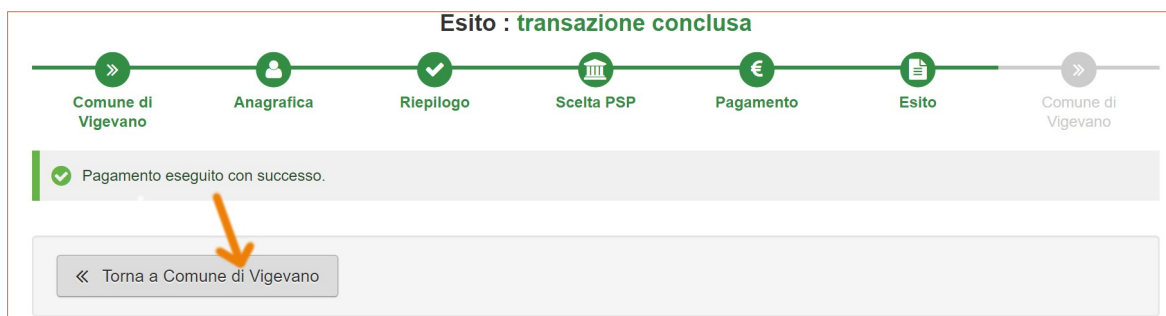 Esito : transazione conclusa
Comune di
Vigevano
Anagrafica
Riepilogo
Scelta PSP
Pagamento
Esito
Comune di
Vigevano
Pagamento eseguito con successo.
« Torna a Comune di Vigevano